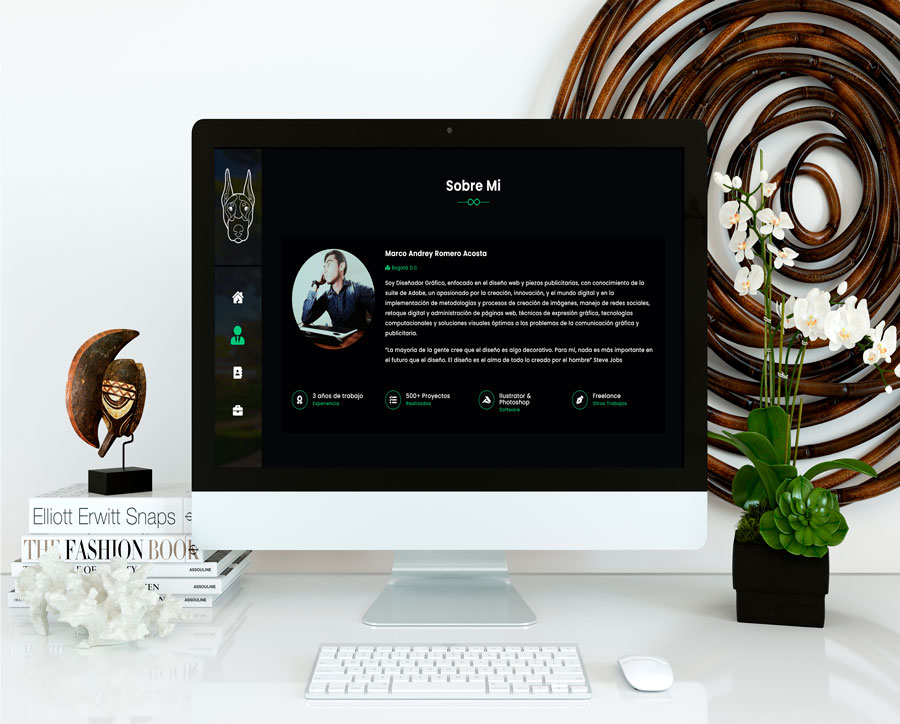 Sobre Mi
Marco Andrey Romero Acosta
Bogotá D.C
Soy Diseñador Gráfico, enfocado en el diseño web y piezas publicitarias, con conocimiento de la
suite de Adobe, un apasionado por la creación, innovación, y el mundo digital y en la
implementación de metodologías y procesos de creación de imágenes, manejo de redes sociales,
retoque digital y administración de páginas web, técnicas de expresión gráfica, tecnologías
computacionales y soluciones visuales óptimas a los problemas de la comunicación gráfica y
publicitaria.
"La mayoría de la gente cree que el diseño es algo decorativo. Para mí, nada es más importante en
el futuro que el diseño. El diseño es el alma de todo lo creado por el hombre" Steve Jobs
3 años de trabajo
Experiencia
500+ Proyectos
Realizados
Ilustrator &
Photoshop
Software
Freelance
Otros Trabajos
Elliott Erwitt Snaps
THE FASHION BOOK
ASSOULINE
ASSOULINE
ASSOULINE